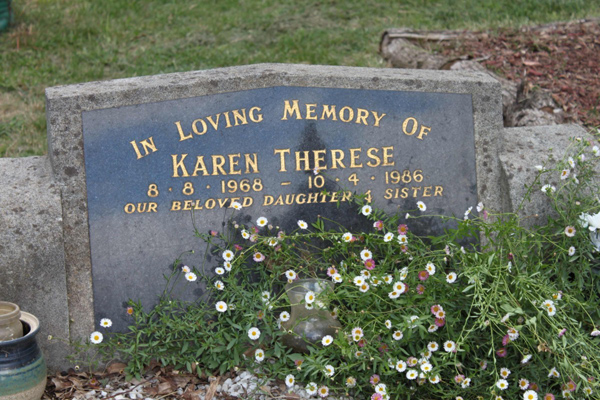 IN LOVING MEMORY OF
KAREN THERESE
8·8·1968 - 10·4·1986
OUR BELOVED DAUGHTER & SISTER